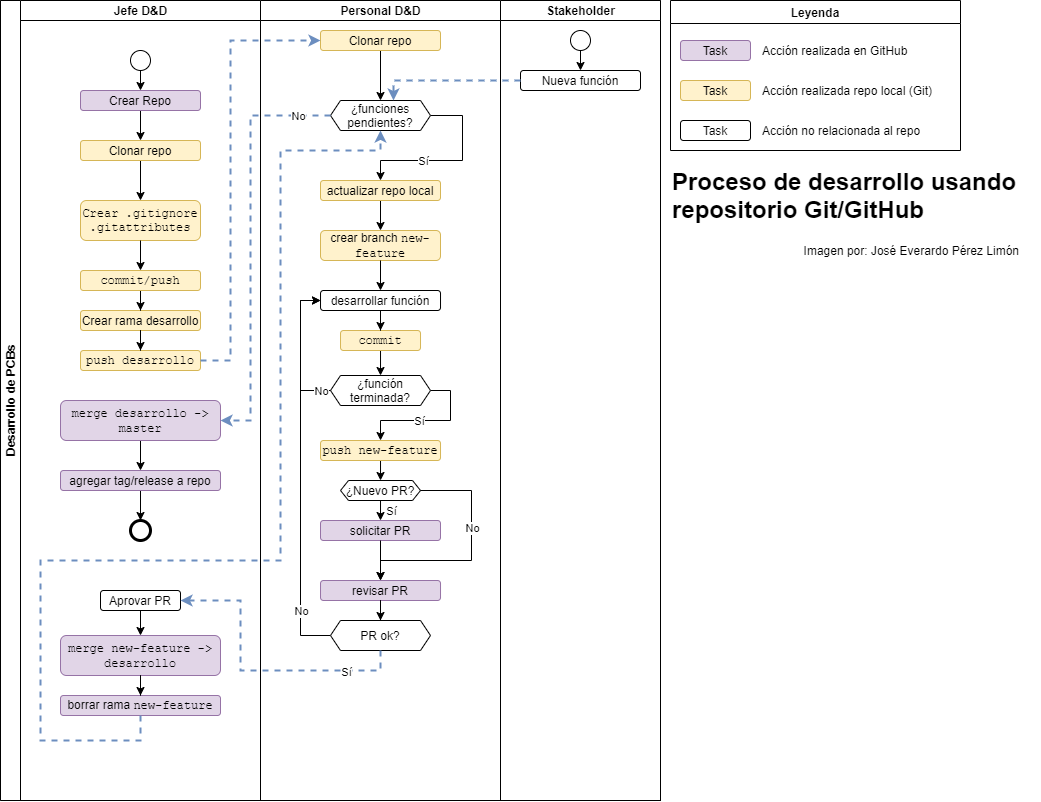 Desarrollo de PCBs
Jefe D&D
Crear Repo
Clonar repo
Crear .gitignore
.gitattributes
commit/push
Crear rama desarrollo
push desarrollo
merge desarrollo ->
master
agregar tag/release a repo
Aprovar PR
merge new-feature ->
desarrollo
borrar rama new-feature
Personal D&D
Clonar repo
¿funciones
pendientes?
No
Sí
actualizar repo local
crear branch new-
feature
desarrollar función
commit
¿función
terminada?
No
Sí
push new-feature
¿Nuevo PR?
Sí
No
solicitar PR
revisar PR
No
PR ok?
Sí
Stakeholder
Nueva función
Leyenda
Task
Acción realizada en GitHub
Task
Acción realizada repo local (Git)
Task
Acción no relacionada al repo
Proceso de desarrollo usando
repositorio Git/GitHub
Imagen por: José Everardo Pérez Limón